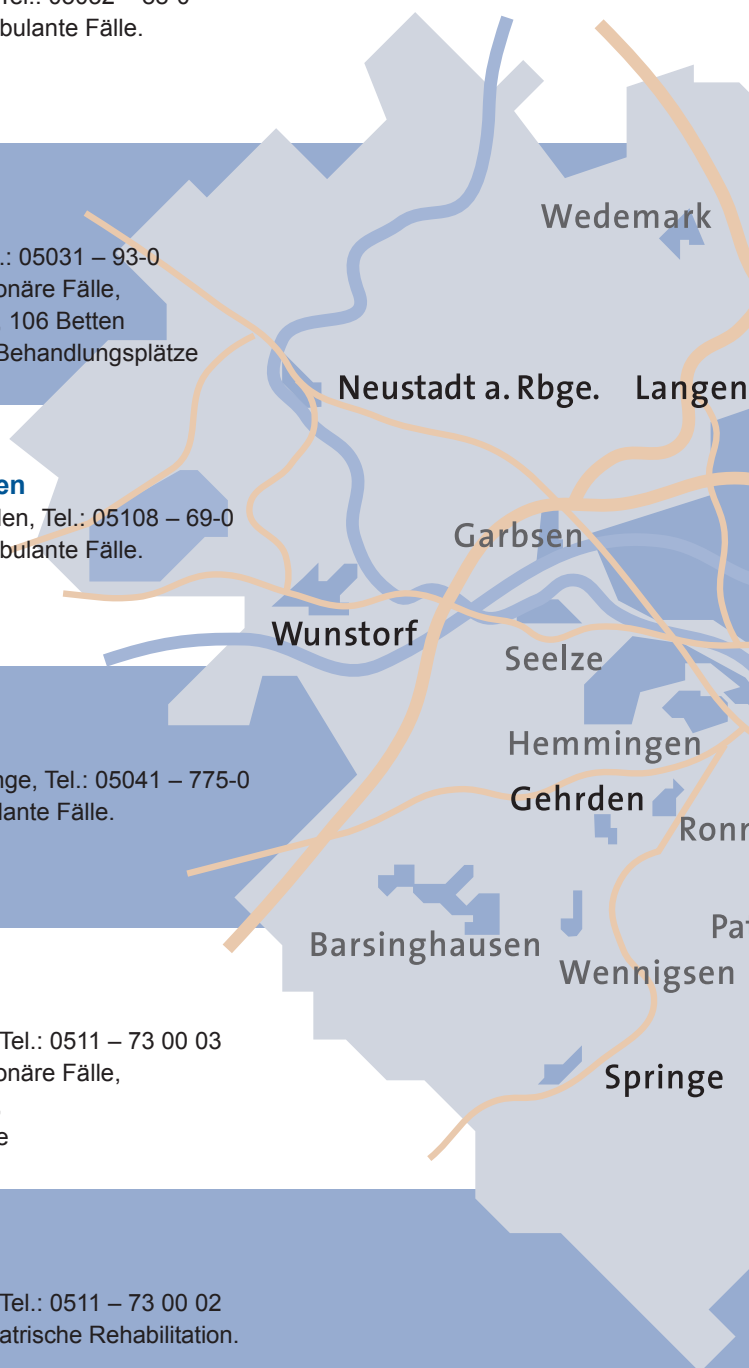 bulante Fälle.
.: 05031 – 93-0
onäre Fälle,
106 Betten
Behandlungsplätze
en
len, Tel.: 05108 – 69-0
bulante Fälle.
nge, Tel.: 05041 – 775-0
lante Fälle.
Tel.: 0511 – 73 00 03
onäre Fälle,
e
Tel.: 0511 – 73 00 02
atrische Rehabilitation.
Wedemark
Neustadt a. Rbge.
Langen
Garbsen
Wunstorf
Seelze
Hemmingen
Gehrden
Ronn
Pat
Barsinghausen
Wennigsen
Springe